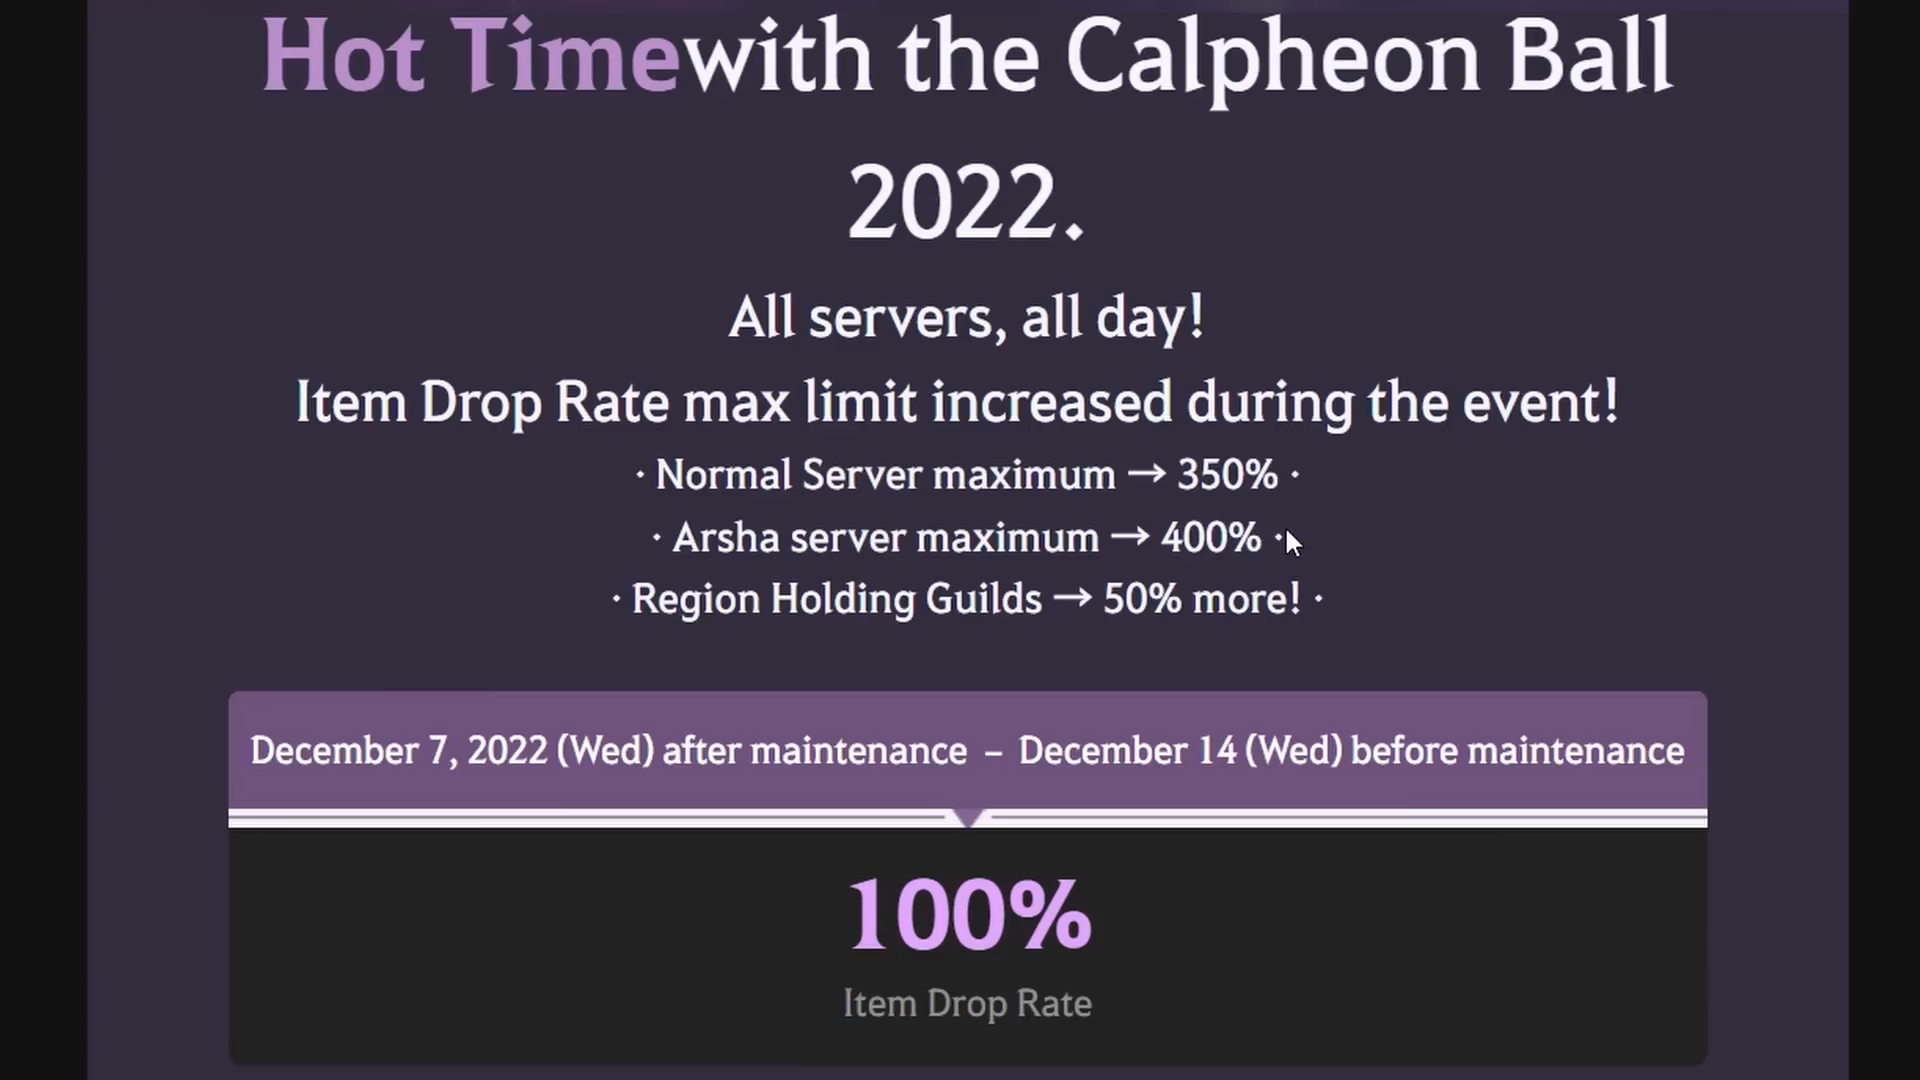 Hot Timewith the Calpheon Ball
2022.
All servers, all day!
Item Drop Rate max limit increased during the event!
· Normal Server maximum → 350% ·
· Arsha server maximum → 400% ·
· Region Holding Guilds → 50% more! ·
December 7, 2022 (Wed) after maintenance – December 14 (Wed) before maintenance
100%
Item Drop Rate